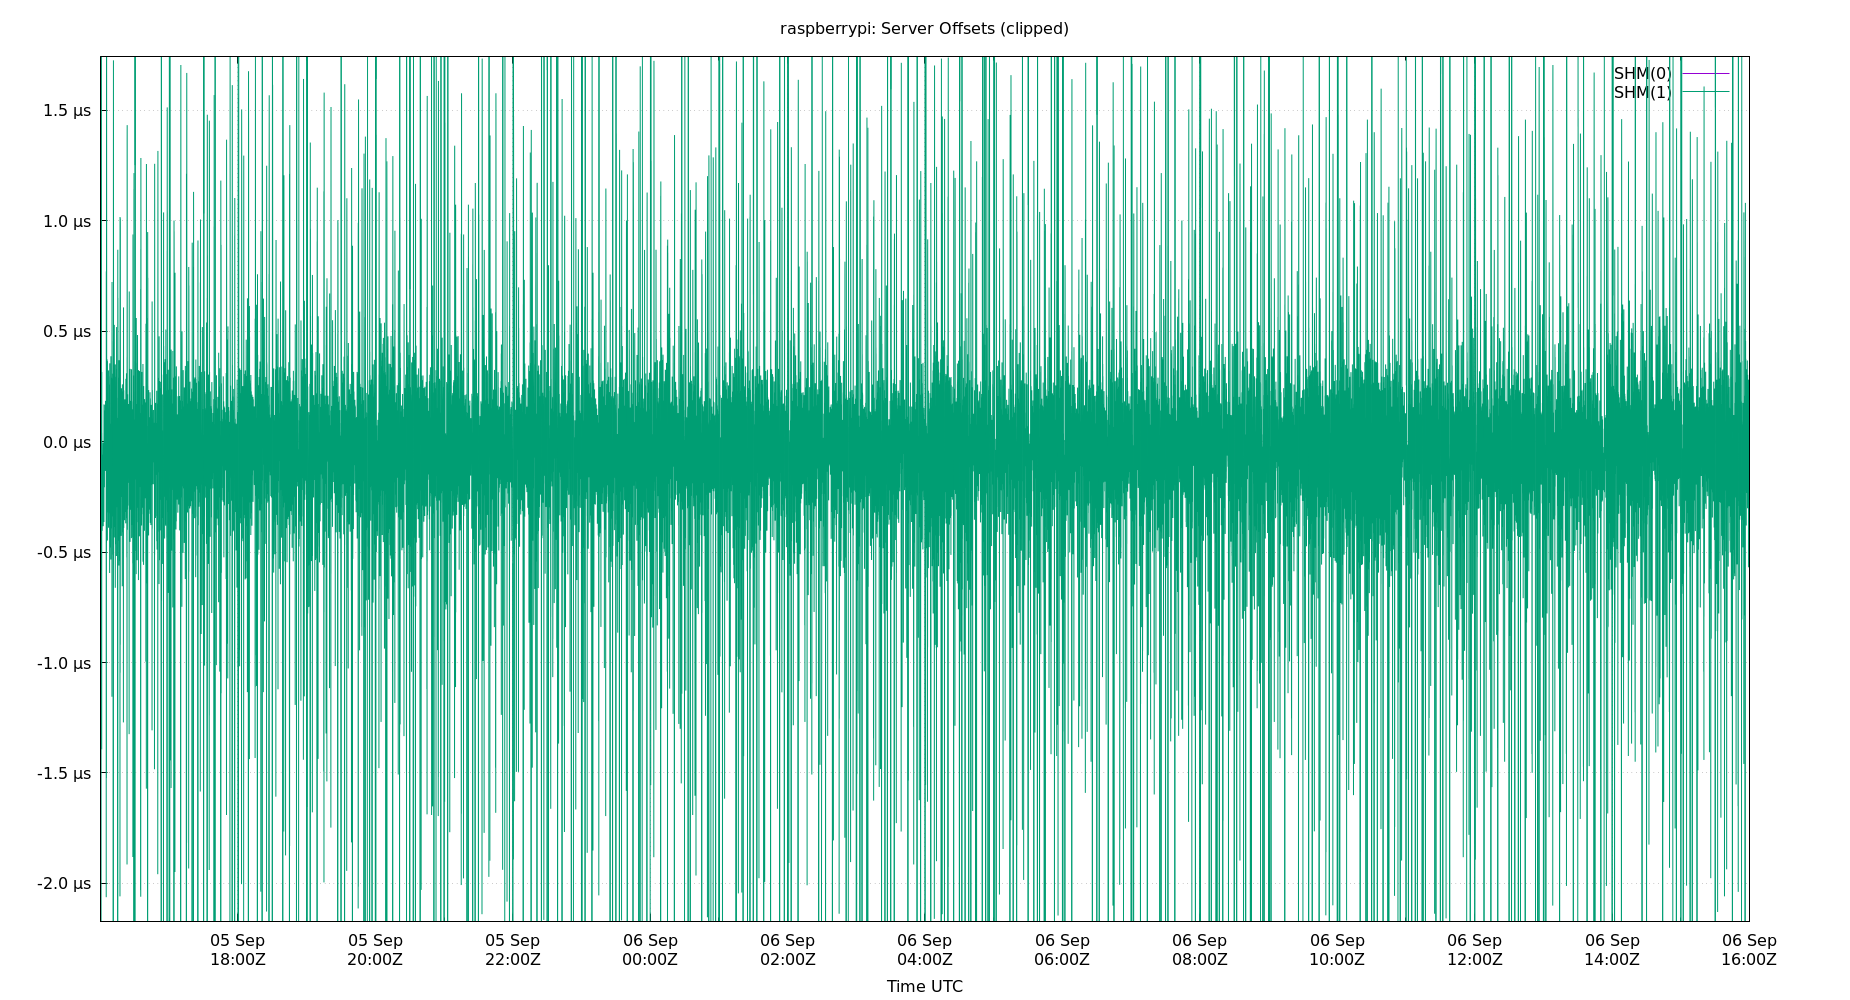 raspberrypi: Server Offsets (clipped)
SHM(0)
SHM(1)
1.5 µs
1.0 µs
0.5 µs
0.0 µs
-0.5 µs
-1.0 µs
-1.5 µs
-2.0 µs
05 Sep 05 Sep 05 Sep 06 Sep 06 Sep 06 Sep 06 Sep 06 Sep 06 Sep 06 Sep 06 Sep 06 Sep
18:00Z 20:00Z 22:00Z 00:00Z 02:00Z 04:00Z 06:00Z 08:00Z 10:00Z 12:00Z 14:00Z 16:00Z
Time UTC